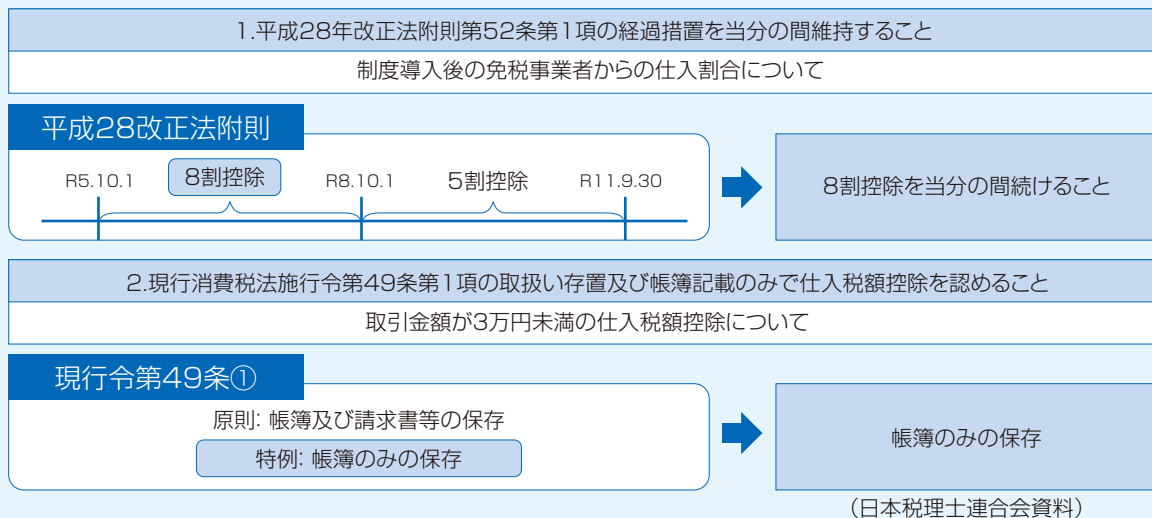 1.平成28年改正法附則第52条第1項の経過措置を当分の間維持すること
制度導入後の免税事業者からの仕入割合について
平成28改正法附則
R5.10.1 8割控除 R8.10.1 5割控除 R11.9.30
8割控除を当分の間続けること
2.現行消費税法施行令第49条第1項の取扱い存置及び帳簿記載のみで仕入税額控除を認めること
取引金額が3万円未満の仕入税額控除について
現行令第49条①
原則: 帳簿及び請求書等の保存
特例: 帳簿のみの保存
帳簿のみの保存
(日本税理士連合会資料)